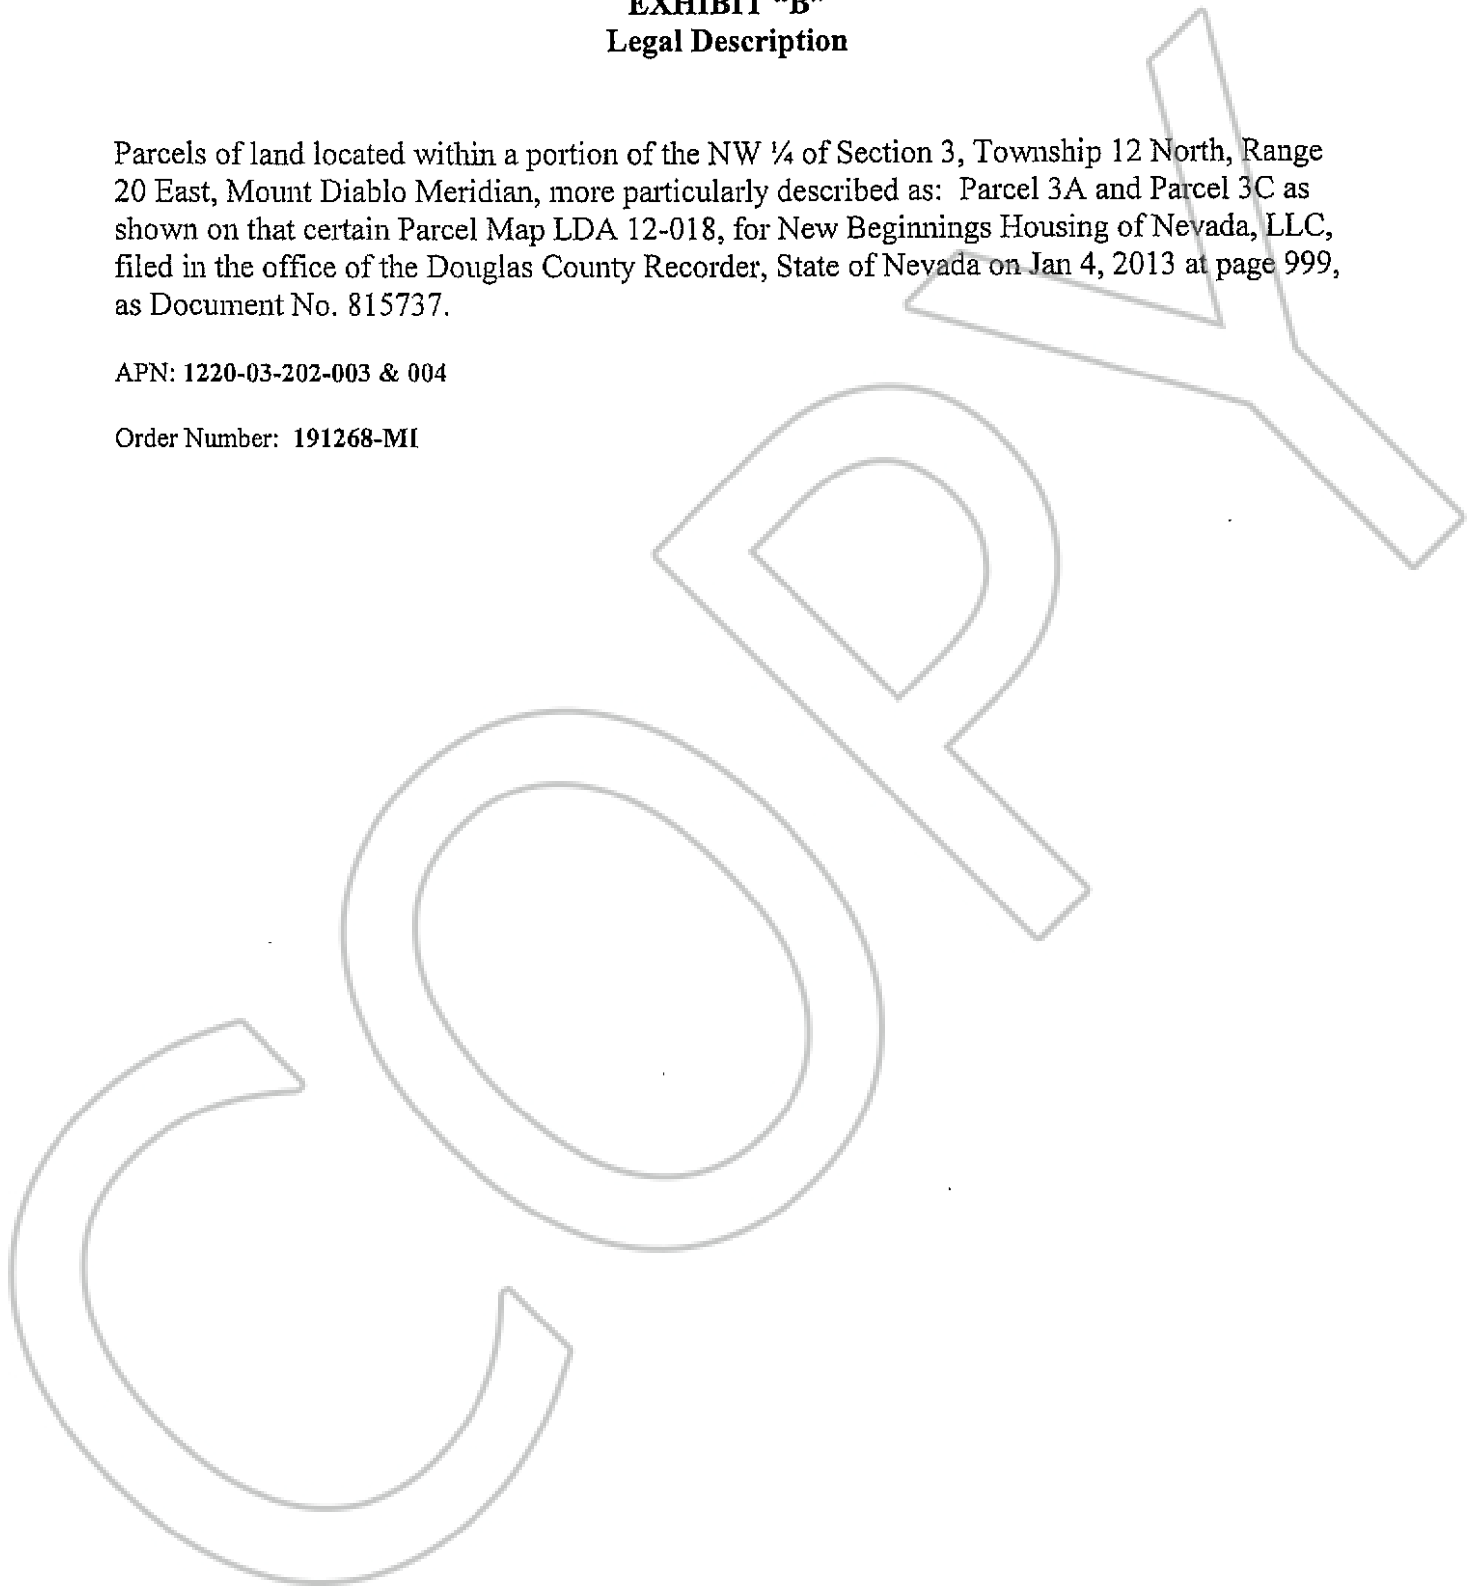 EXHIBIT "B"
Legal Description
Parcels of land located within a portion of the NW ¼ of Section 3, Township 12 North, Range
20 East, Mount Diablo Meridian, more particularly described as: Parcel 3A and Parcel 3C as
shown on that certain Parcel Map LDA 12-018, for New Beginnings Housing of Nevada, LLC,
filed in the office of the Douglas County Recorder, State of Nevada on Jan 4, 2013 at page 999,
as Document No. 815737.
APN: 1220-03-202-003 & 004
Order Number: 191268-MI
COPY